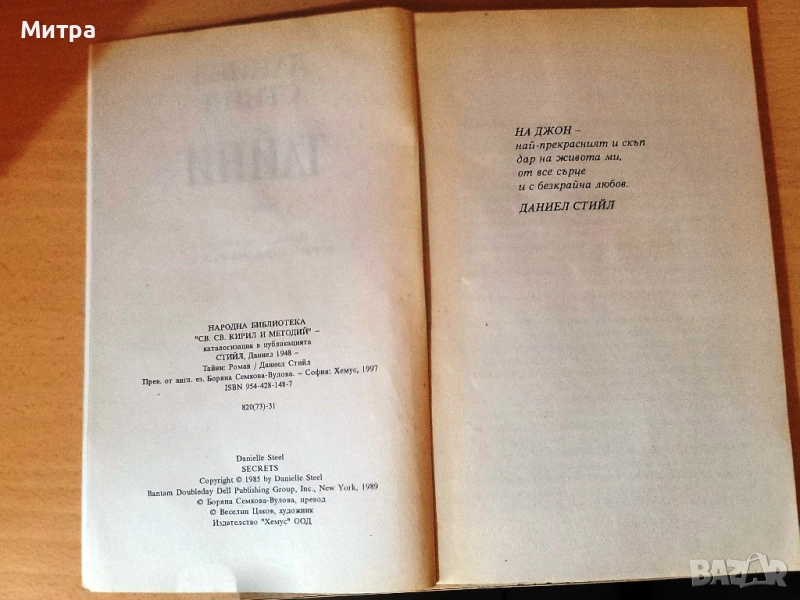 Митра
НАРОДНА БИБЛИОТЕКА
"СВ. СВ. КИРИЛ И МЕТОДИЙ" –
каталогизация в публикацията
СТИЙЛ, Даниел 1948 –
Тайни: Роман / Даниел Стийл
Прев. от англ. ез. Боряна Семкова-Вулова. – София: Хемус, 1997
ISBN 954-428-148-7
820(73)-31
Danielle Steel
SECRETS
Copyright © 1985 by Danielle Steel
Bantam Doubleday Dell Publishing Group, Inc., New York, 1989
© Боряна Семкова-Вулова, превод
© Веселин Цаков, художник
Издателство "Хемус" ООД
НА ДЖОН –
най-прекрасният и скъп
дар на живота ми,
от все сърце
и с безкрайна любов.
ДАНИЕЛ СТИЙЛ
BAZAR
ТАЙНИ